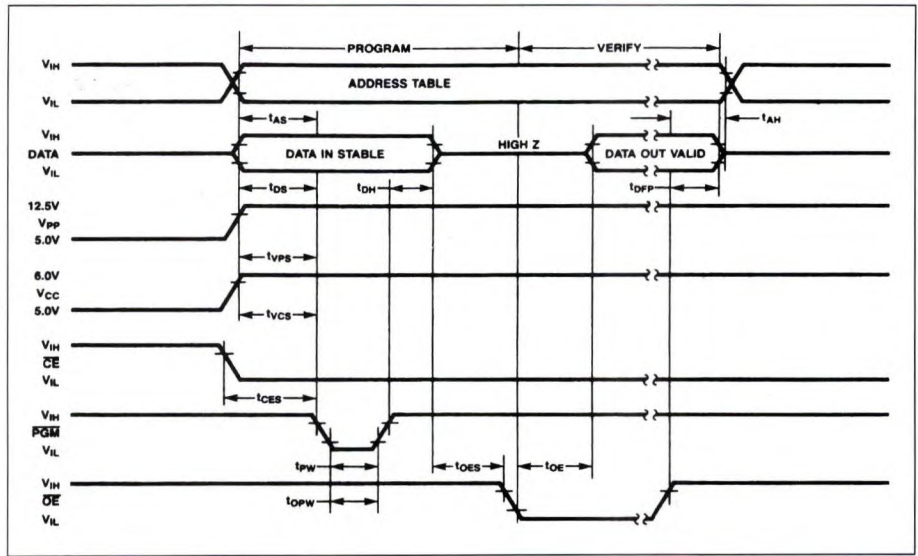 PROGRAM
VERIFY
VIH
VIL
ADDRESS TABLE
tAS
tAH
VIH
DATA
VIL
DATA IN STABLE
HIGH Z
DATA OUT VALID
tDS
tDH
tDFP
12.5V
VPP
5.0V
tVPS
6.0V
VCC
5.0V
tVCS
VIH
CE
VIL
tCES
VIH
PGM
VIL
tPW
tOES
tOE
tOPW
VIH
OE
VIL